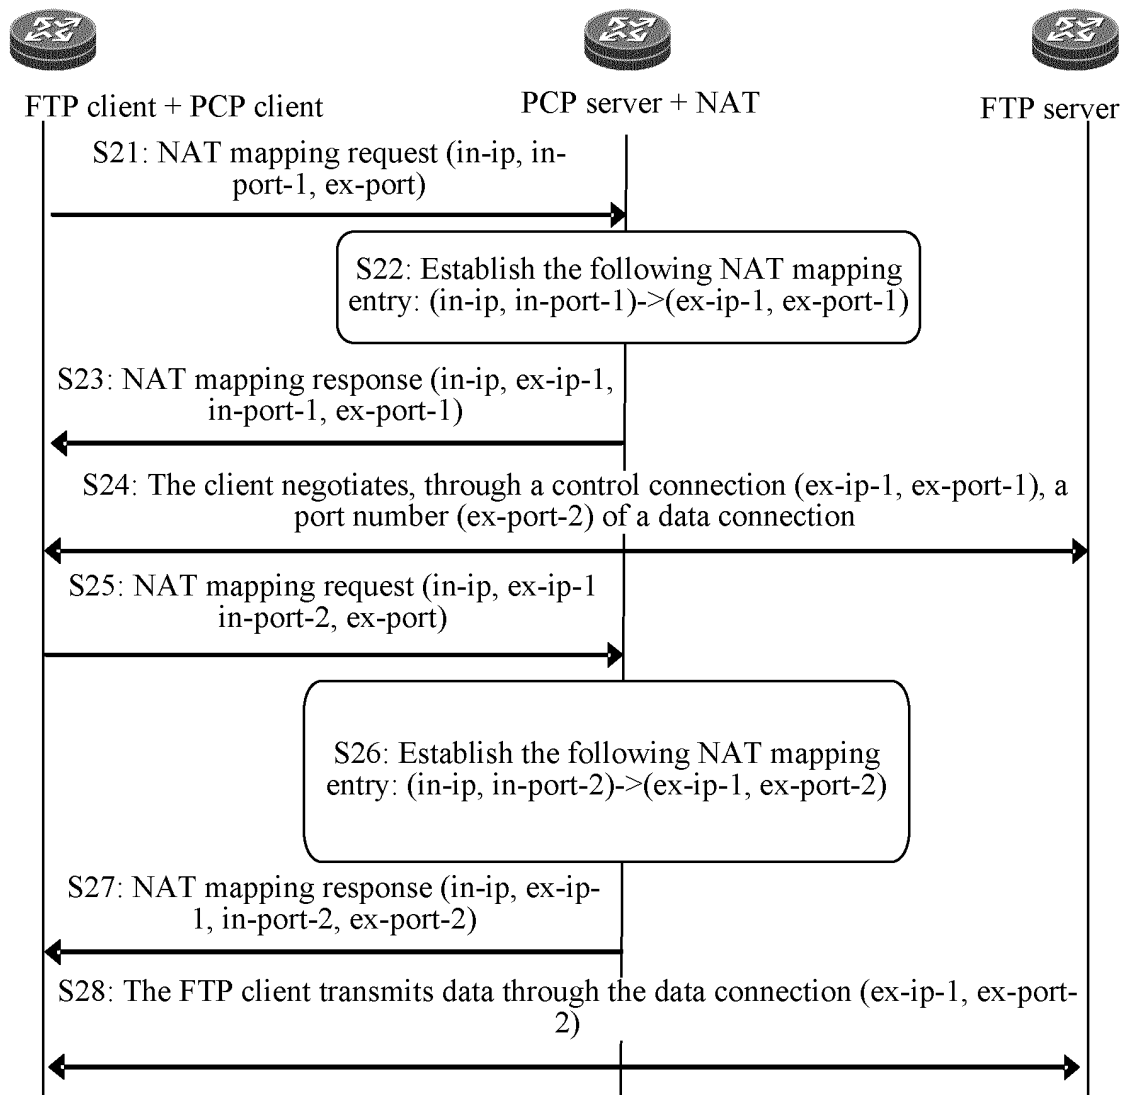 FTP client + PCP client
PCP server + NAT
FTP server
S21: NAT mapping request (in-ip, in-
port-1, ex-port)
S22: Establish the following NAT mapping
entry: (in-ip, in-port-1)->(ex-ip-1, ex-port-1)
S23: NAT mapping response (in-ip, ex-ip-1,
in-port-1, ex-port-1)
S24: The client negotiates, through a control connection (ex-ip-1, ex-port-1), a
port number (ex-port-2) of a data connection
S25: NAT mapping request (in-ip, ex-ip-1
in-port-2, ex-port)
S26: Establish the following NAT mapping
entry: (in-ip, in-port-2)->(ex-ip-1, ex-port-2)
S27: NAT mapping response (in-ip, ex-ip-
1, in-port-2, ex-port-2)
S28: The FTP client transmits data through the data connection (ex-ip-1, ex-port-
2)